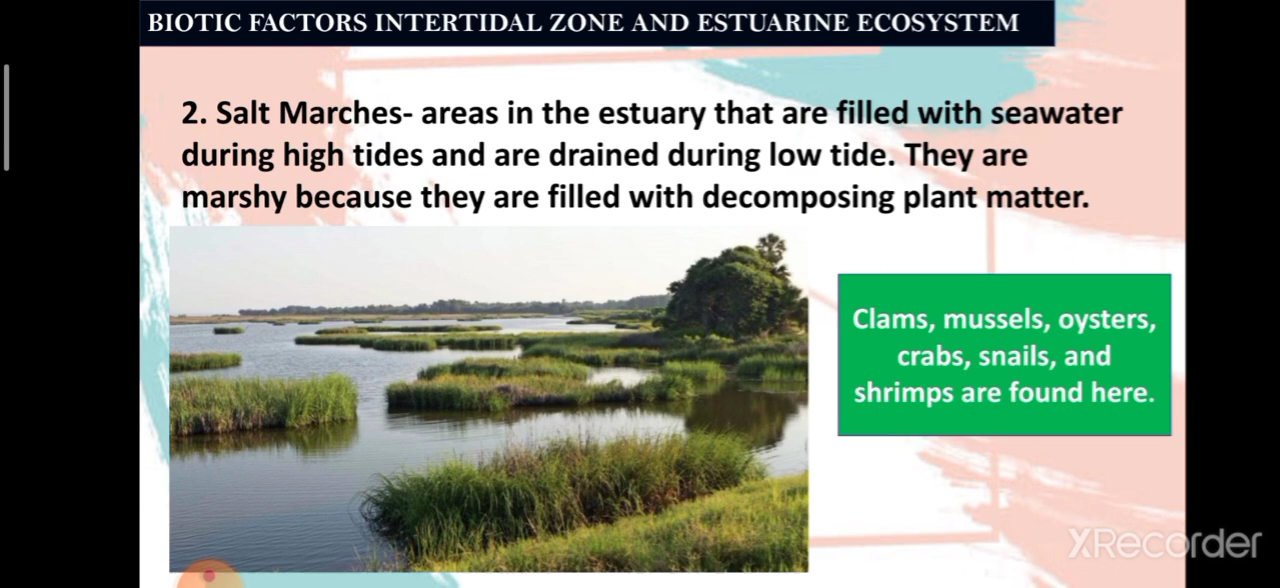 BIOTIC FACTORS INTERTIDAL ZONE AND ESTUARINE ECOSYSTEM
2. Salt Marches- areas in the estuary that are filled with seawater
during high tides and are drained during low tide. They are
marshy because they are filled with decomposing plant matter.
Clams, mussels, oysters,
crabs, snails, and
shrimps are found here.
XRecorder